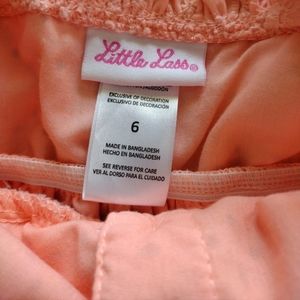 Little Lass®
EXCLUSIVE OF DECORATION
EXCLUSIVO DE DECORACIÓN
6
MADE IN BANGLADESH
HECHO EN BANGLADESH
SEE REVERSE FOR CARE
VER AL DORSO PARA EL CUIDADO